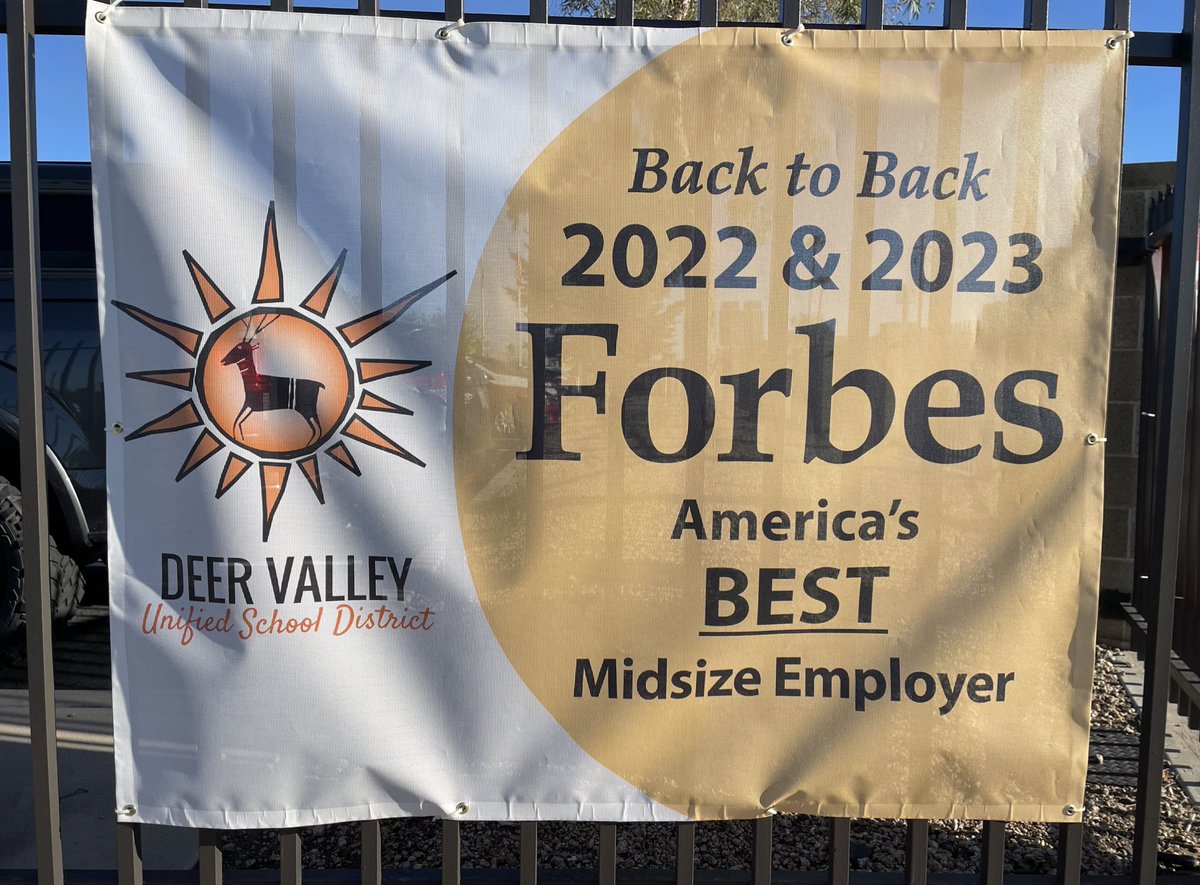 DEER VALLEY
Unified School District
Back to Back
2022 & 2023
Forbes
America's
BEST
Midsize Employer